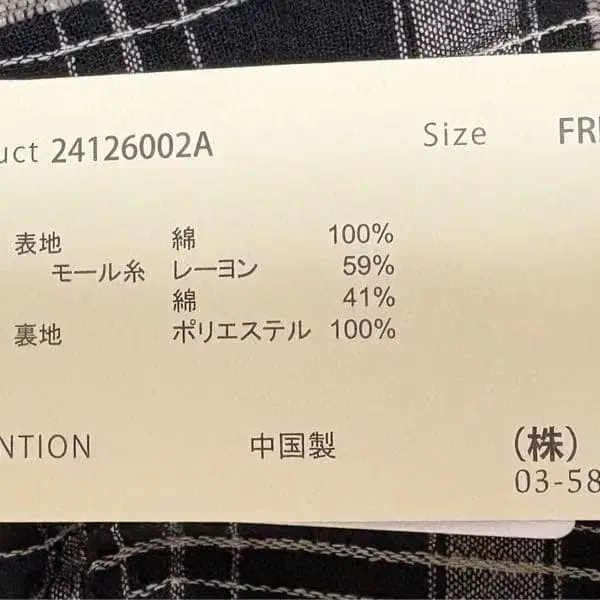 uct 24126002A Size FR
表地 綿 100%
モール糸 レーヨン 59%
綿 41%
裏地 ポリエステル 100%
NTION 中国製 (株)
03-58